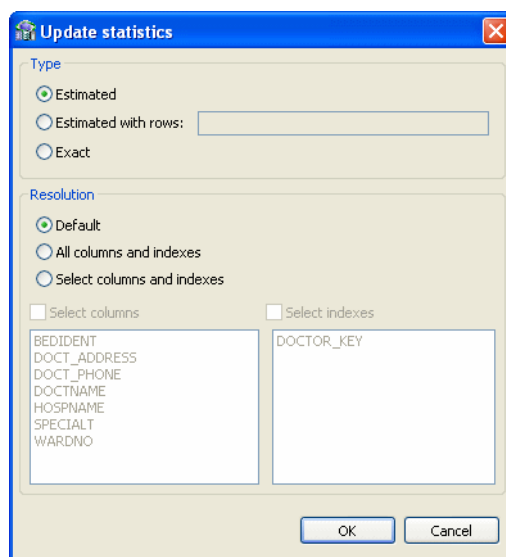 Update statistics
Type
Estimated
Estimated with rows:
Exact
Resolution
Default
All columns and indexes
Select columns and indexes
Select columns
Select indexes
BEDIDENT
DOCT_ADDRESS
DOCT_PHONE
DOCTNAME
HOSPNAME
SPECIALT
WARDNO
DOCTOR_KEY
OK
Cancel